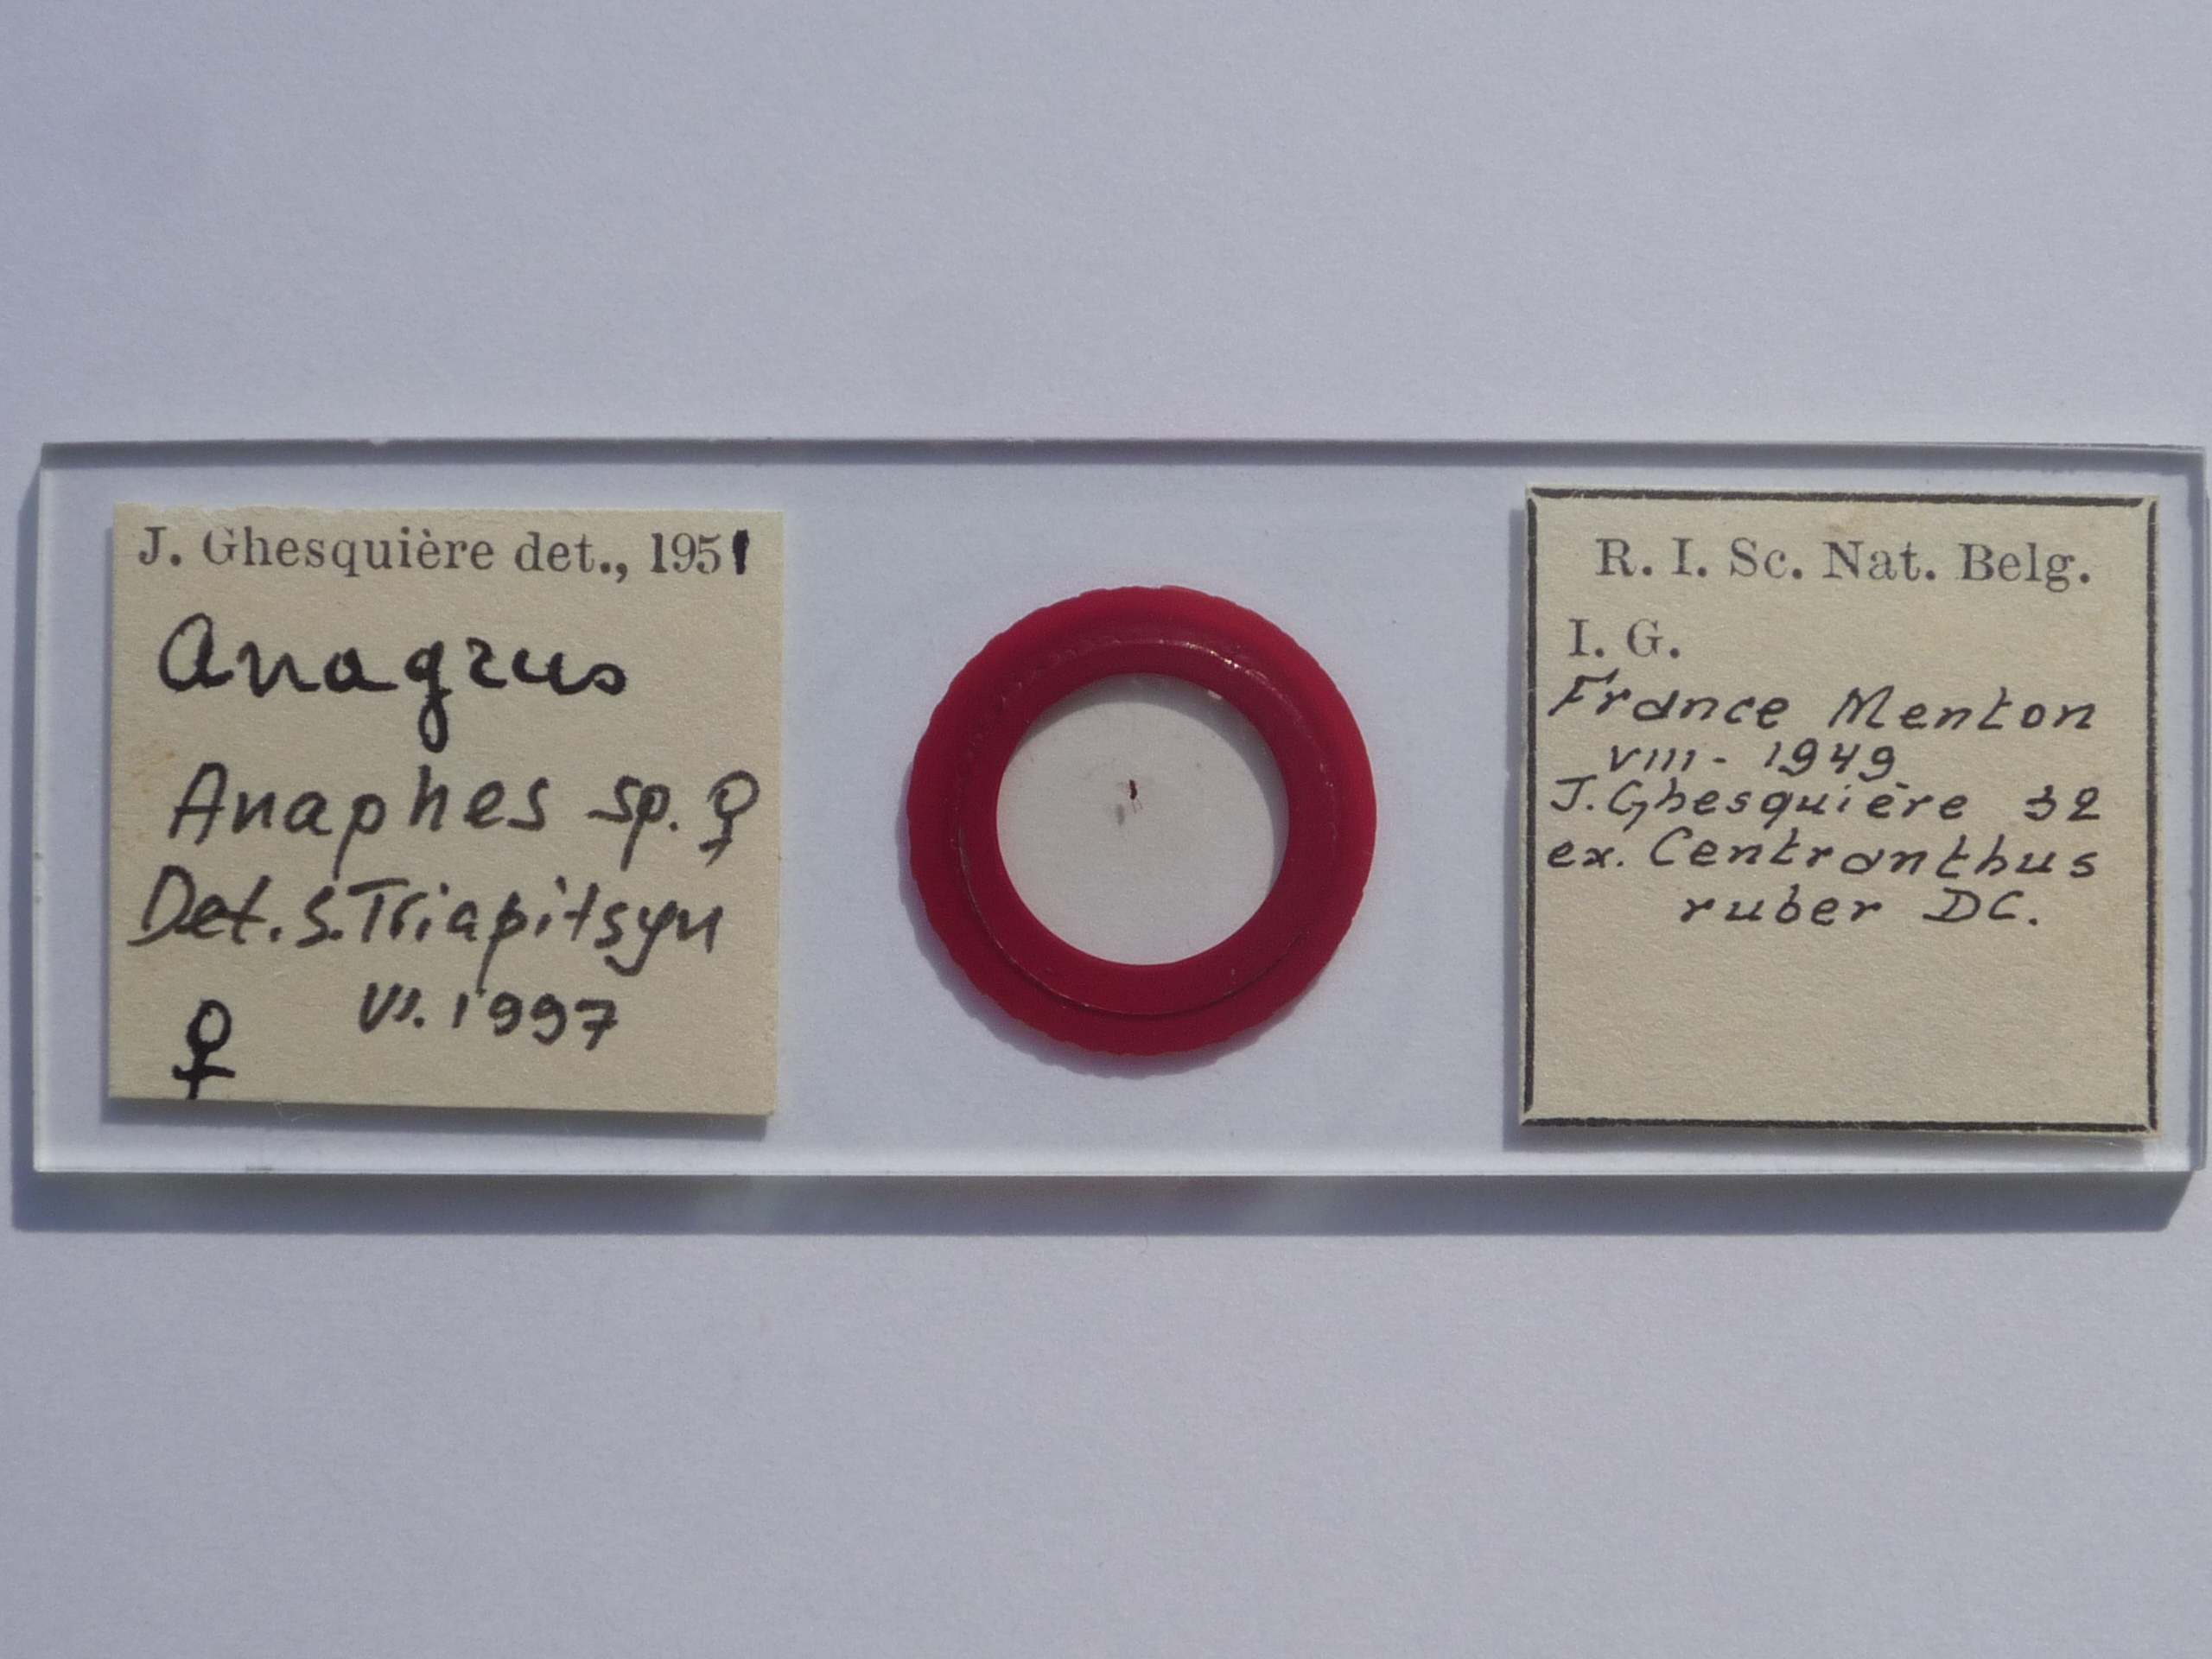 J. Ghesquière det., 1951
Anagrus
Anaphes sp. ♀
Det. S. Triapitsyn
VI. 1997
♀
R. I. Sc. Nat. Belg.
I. G.
France Menton
VIII - 1949
J. Ghesquière 32
ex. Centranthus
ruber DC.